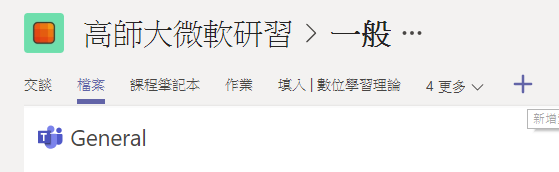 高師大微軟研習 > 一般 ···
交談 檔案 課程筆記本 作業 填入 | 數位學習理論 4 更多 +
新增
General